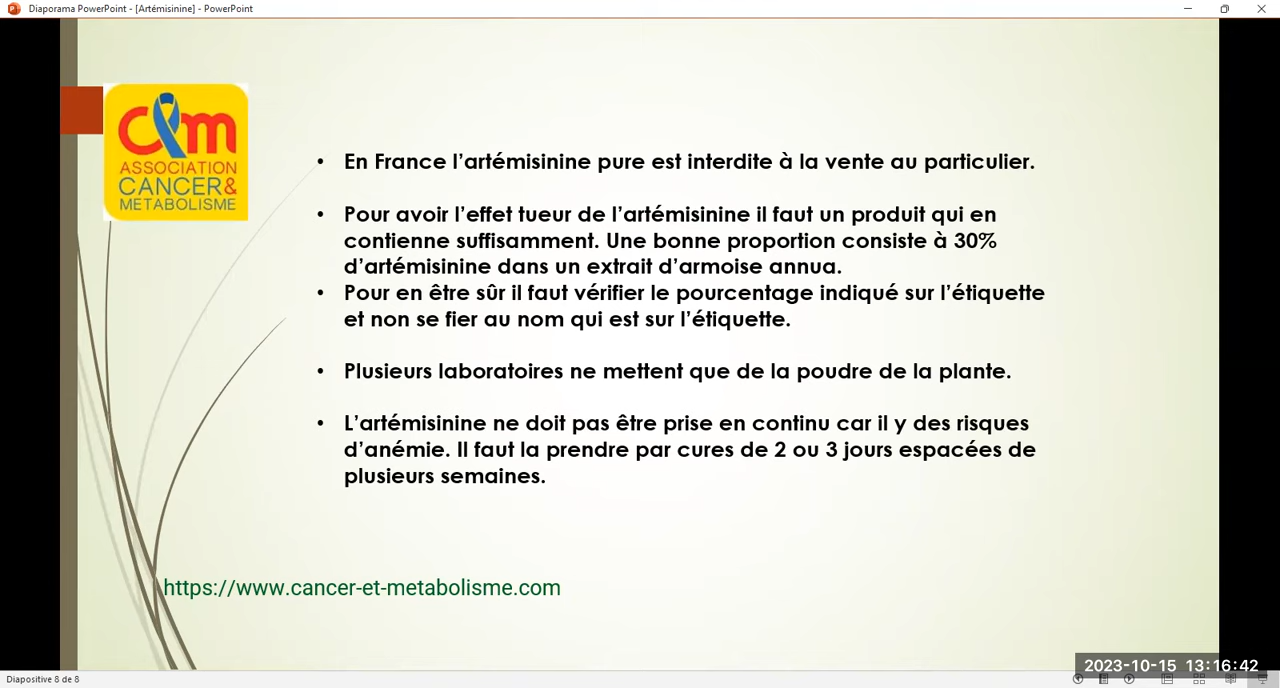 Diaporama PowerPoint - [Artémisinine] - PowerPoint
c&m
ASSOCIATION
CANCER&
METABOLISME
• En France l’artémisinine pure est interdite à la vente au particulier.
• Pour avoir l’effet tueur de l’artémisinine il faut un produit qui en
contienne suffisamment. Une bonne proportion consiste à 30%
d’artémisinine dans un extrait d’armoise annua.
• Pour en être sûr il faut vérifier le pourcentage indiqué sur l’étiquette
et non se fier au nom qui est sur l’étiquette.
• Plusieurs laboratoires ne mettent que de la poudre de la plante.
• L’artémisinine ne doit pas être prise en continu car il y des risques
d’anémie. Il faut la prendre par cures de 2 ou 3 jours espacées de
plusieurs semaines.
https://www.cancer-et-metabolisme.com
2023-10-15 13:16:42
Diapositive 8 de 8